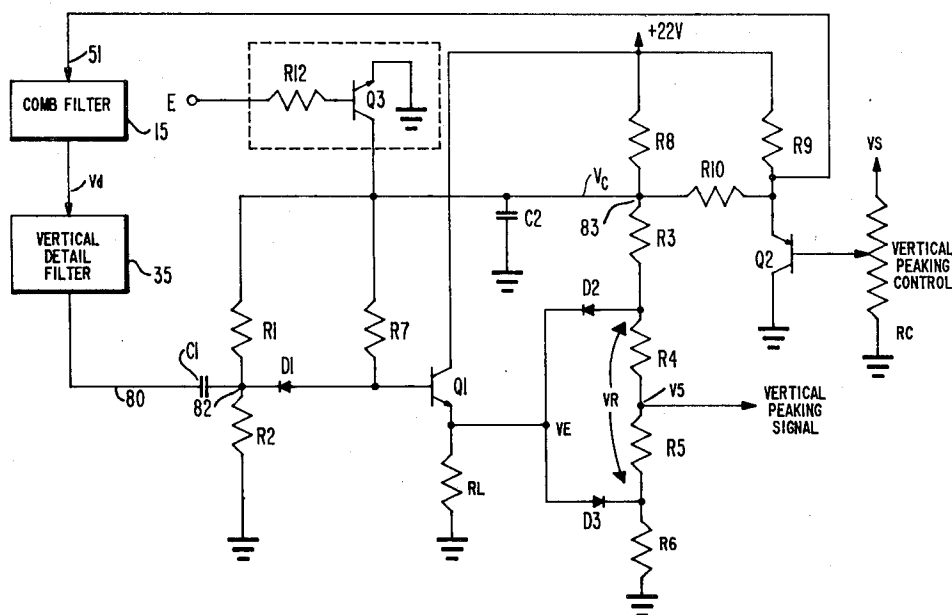 +22V
51
R12
E
Q3
COMB FILTER
15
R8
R9
VS
R10
Vd
VC
C2
83
R3
Q2
VERTICAL
PEAKING
CONTROL
VERTICAL
DETAIL
FILTER
35
D2
RC
R1
R7
R4
C1
D1
80
82
Q1
VR
V5
VERTICAL
PEAKING
SIGNAL
R2
VE
R5
RL
D3
R6